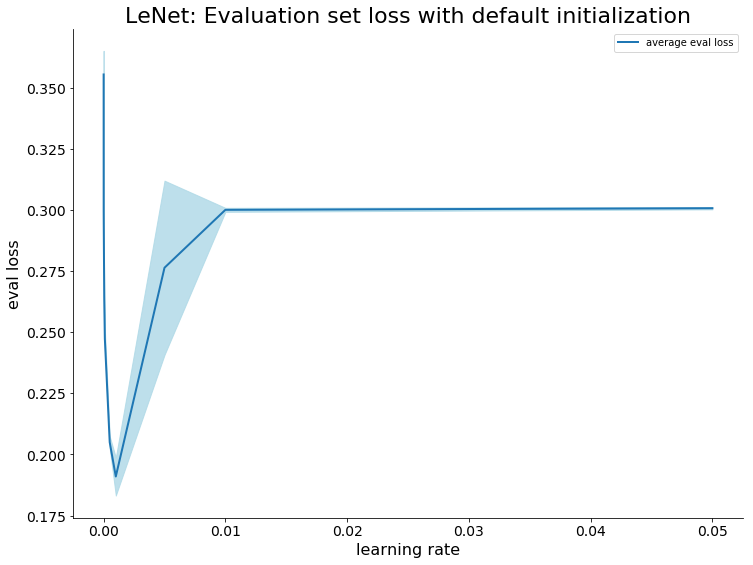 LeNet: Evaluation set loss with default initialization
average eval loss
eval loss
0.350
0.325
0.300
0.275
0.250
0.225
0.200
0.175
0.00 0.01 0.02 0.03 0.04 0.05
learning rate